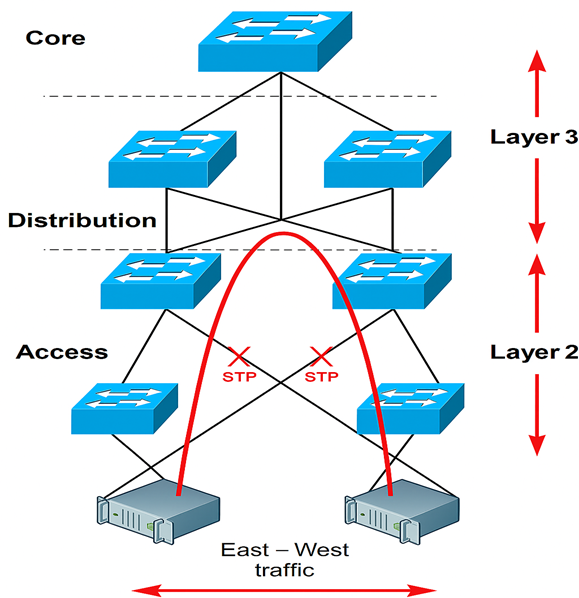 Core
Layer 3
Distribution
Access
STP
STP
Layer 2
East – West
traffic